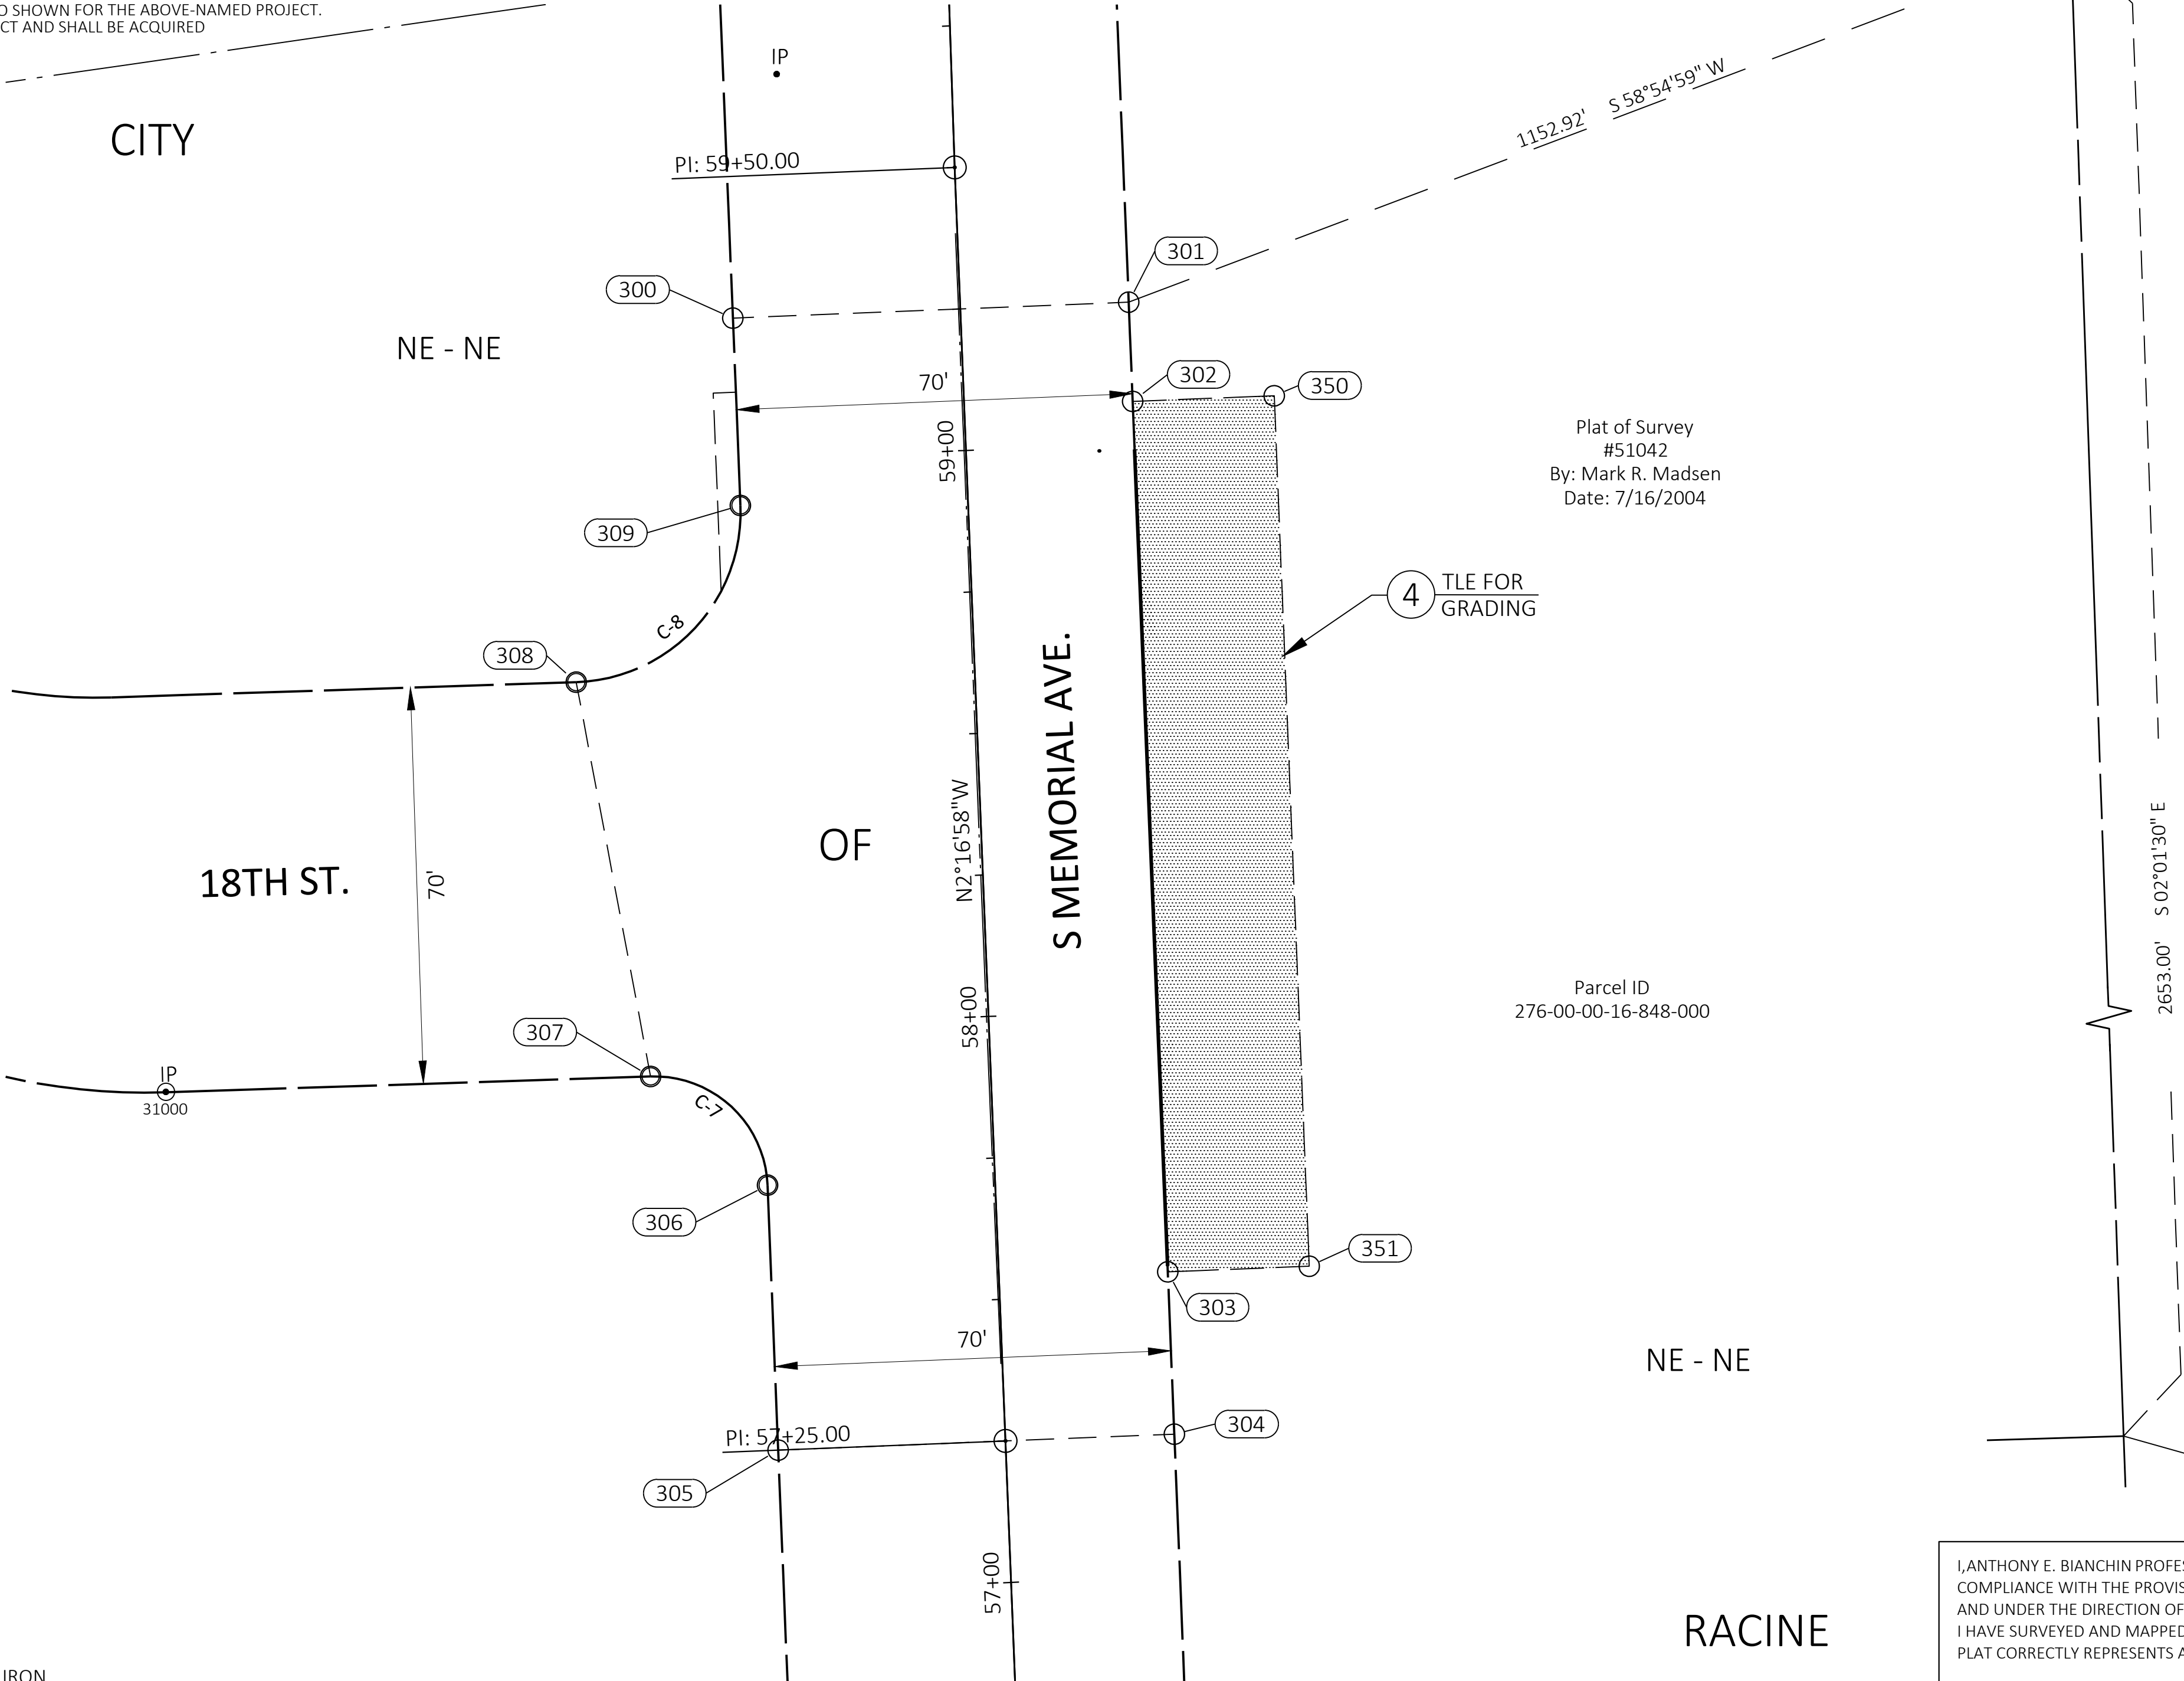 O SHOWN FOR THE ABOVE-NAMED PROJECT.
CT AND SHALL BE ACQUIRED
IP
CITY
1152.92' S 58°54'59" W
PI: 59+50.00
301
300
NE - NE
70'
302
350
59+00
Plat of Survey
#51042
By: Mark R. Madsen
Date: 7/16/2004
309
4
TLE FOR
GRADING
C-8
308
S MEMORIAL AVE.
N2°16'58"W
OF
18TH ST.
70'
2653.00' S 02°01'30" E
58+00
Parcel ID
276-00-00-16-848-000
307
IP
31000
C-7
306
351
303
70'
NE - NE
304
PI: 57+25.00
305
57+00
RACINE
I,ANTHONY E. BIANCHIN PROFES
COMPLIANCE WITH THE PROVIS
AND UNDER THE DIRECTION OF
I HAVE SURVEYED AND MAPPED
PLAT CORRECTLY REPRESENTS A
IRON